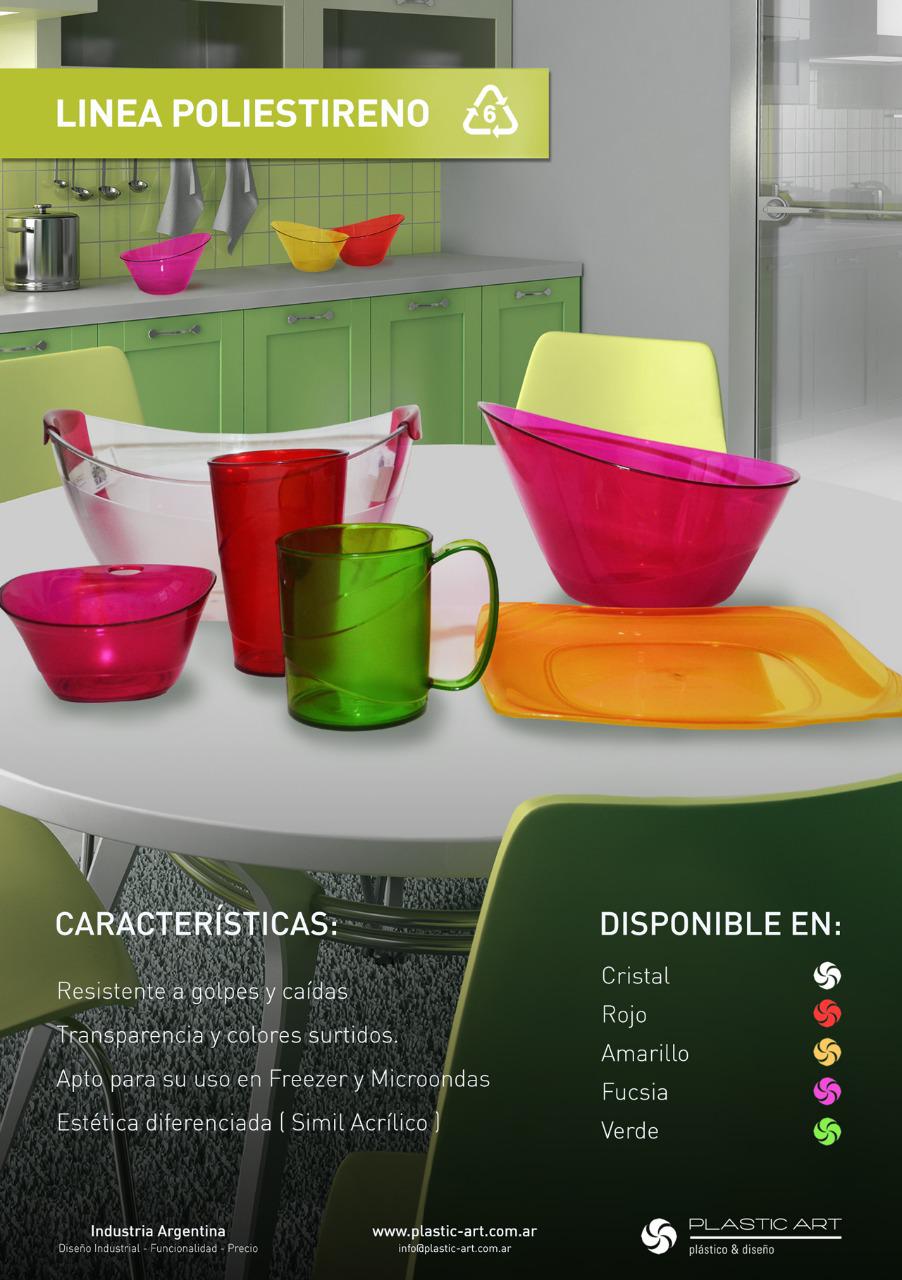 LINEA POLIESTIRENO
6
CARACTERÍSTICAS:
Resistente a golpes y caídas
Transparencia y colores surtidos.
Apto para su uso en Freezer y Microondas
Estética diferenciada ( Simil Acrílico )
DISPONIBLE EN:
Cristal
Rojo
Amarillo
Fucsia
Verde
Industria Argentina
Diseño Industrial - Funcionalidad - Precio
www.plastic-art.com.ar
info@plastic-art.com.ar
PLASTIC ART
plástico & diseño